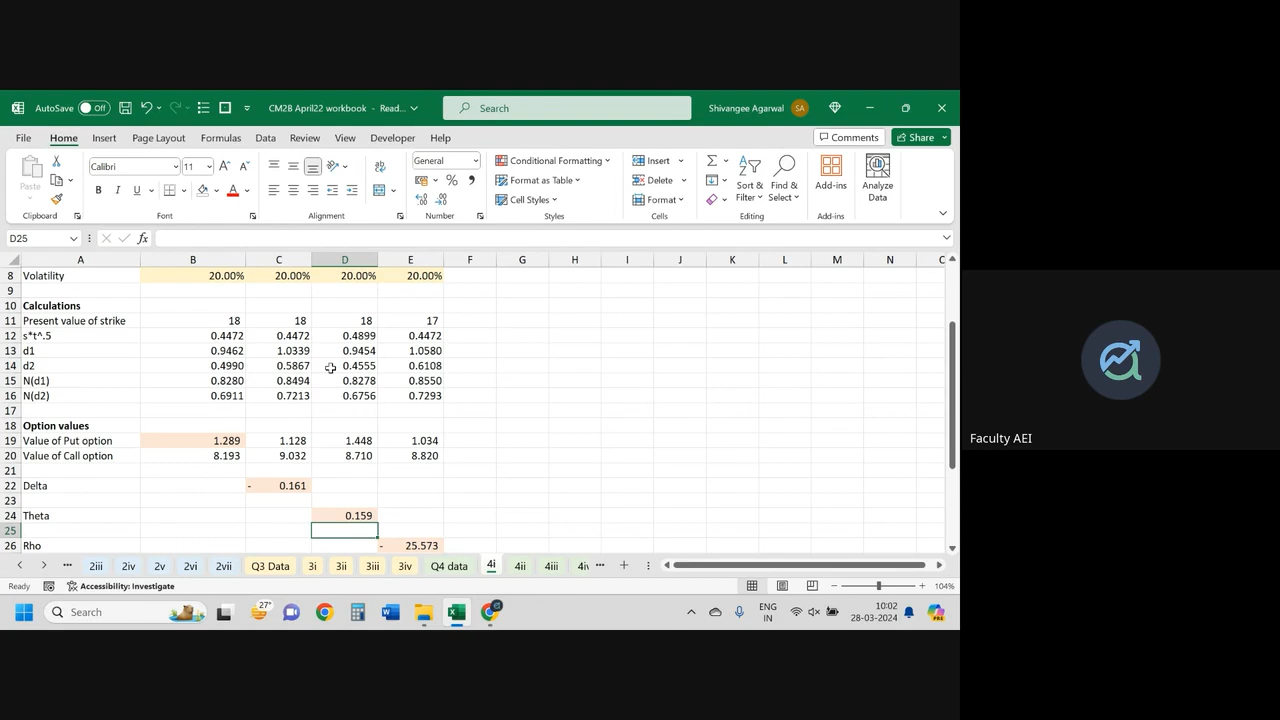 AutoSave Off CM2B April22 workbook - Read... Search Shivangee Agarwal SA
File Home Insert Page Layout Formulas Data Review View Developer Help Comments Share
Paste Calibri 11 General Conditional Formatting Insert
B I U A Format as Table Delete Sort & Filter Find & Select Add-ins Analyze Data
Cell Styles Format
Clipboard Font Alignment Number Styles Cells Editing Add-ins
D25 fx
A B C D E F G H I J K L M N
8 Volatility 20.00% 20.00% 20.00% 20.00%
9
10 Calculations
11 Present value of strike 18 18 18 17
12 s*t^.5 0.4472 0.4472 0.4899 0.4472
13 d1 0.9462 1.0339 0.9454 1.0580
14 d2 0.4990 0.5867 0.4555 0.6108
15 N(d1) 0.8280 0.8494 0.8278 0.8550
16 N(d2) 0.6911 0.7213 0.6756 0.7293
17
18 Option values
19 Value of Put option 1.289 1.128 1.448 1.034
20 Value of Call option 8.193 9.032 8.710 8.820
21
22 Delta - 0.161
23
24 Theta 0.159
25
26 Rho - 25.573
2iii 2iv 2v 2vi 2vii Q3 Data 3i 3ii 3iii 3iv Q4 data 4i 4ii 4iii
Ready Accessibility: Investigate 104%
Search 27° ENG IN 10:02 28-03-2024
Faculty AEI